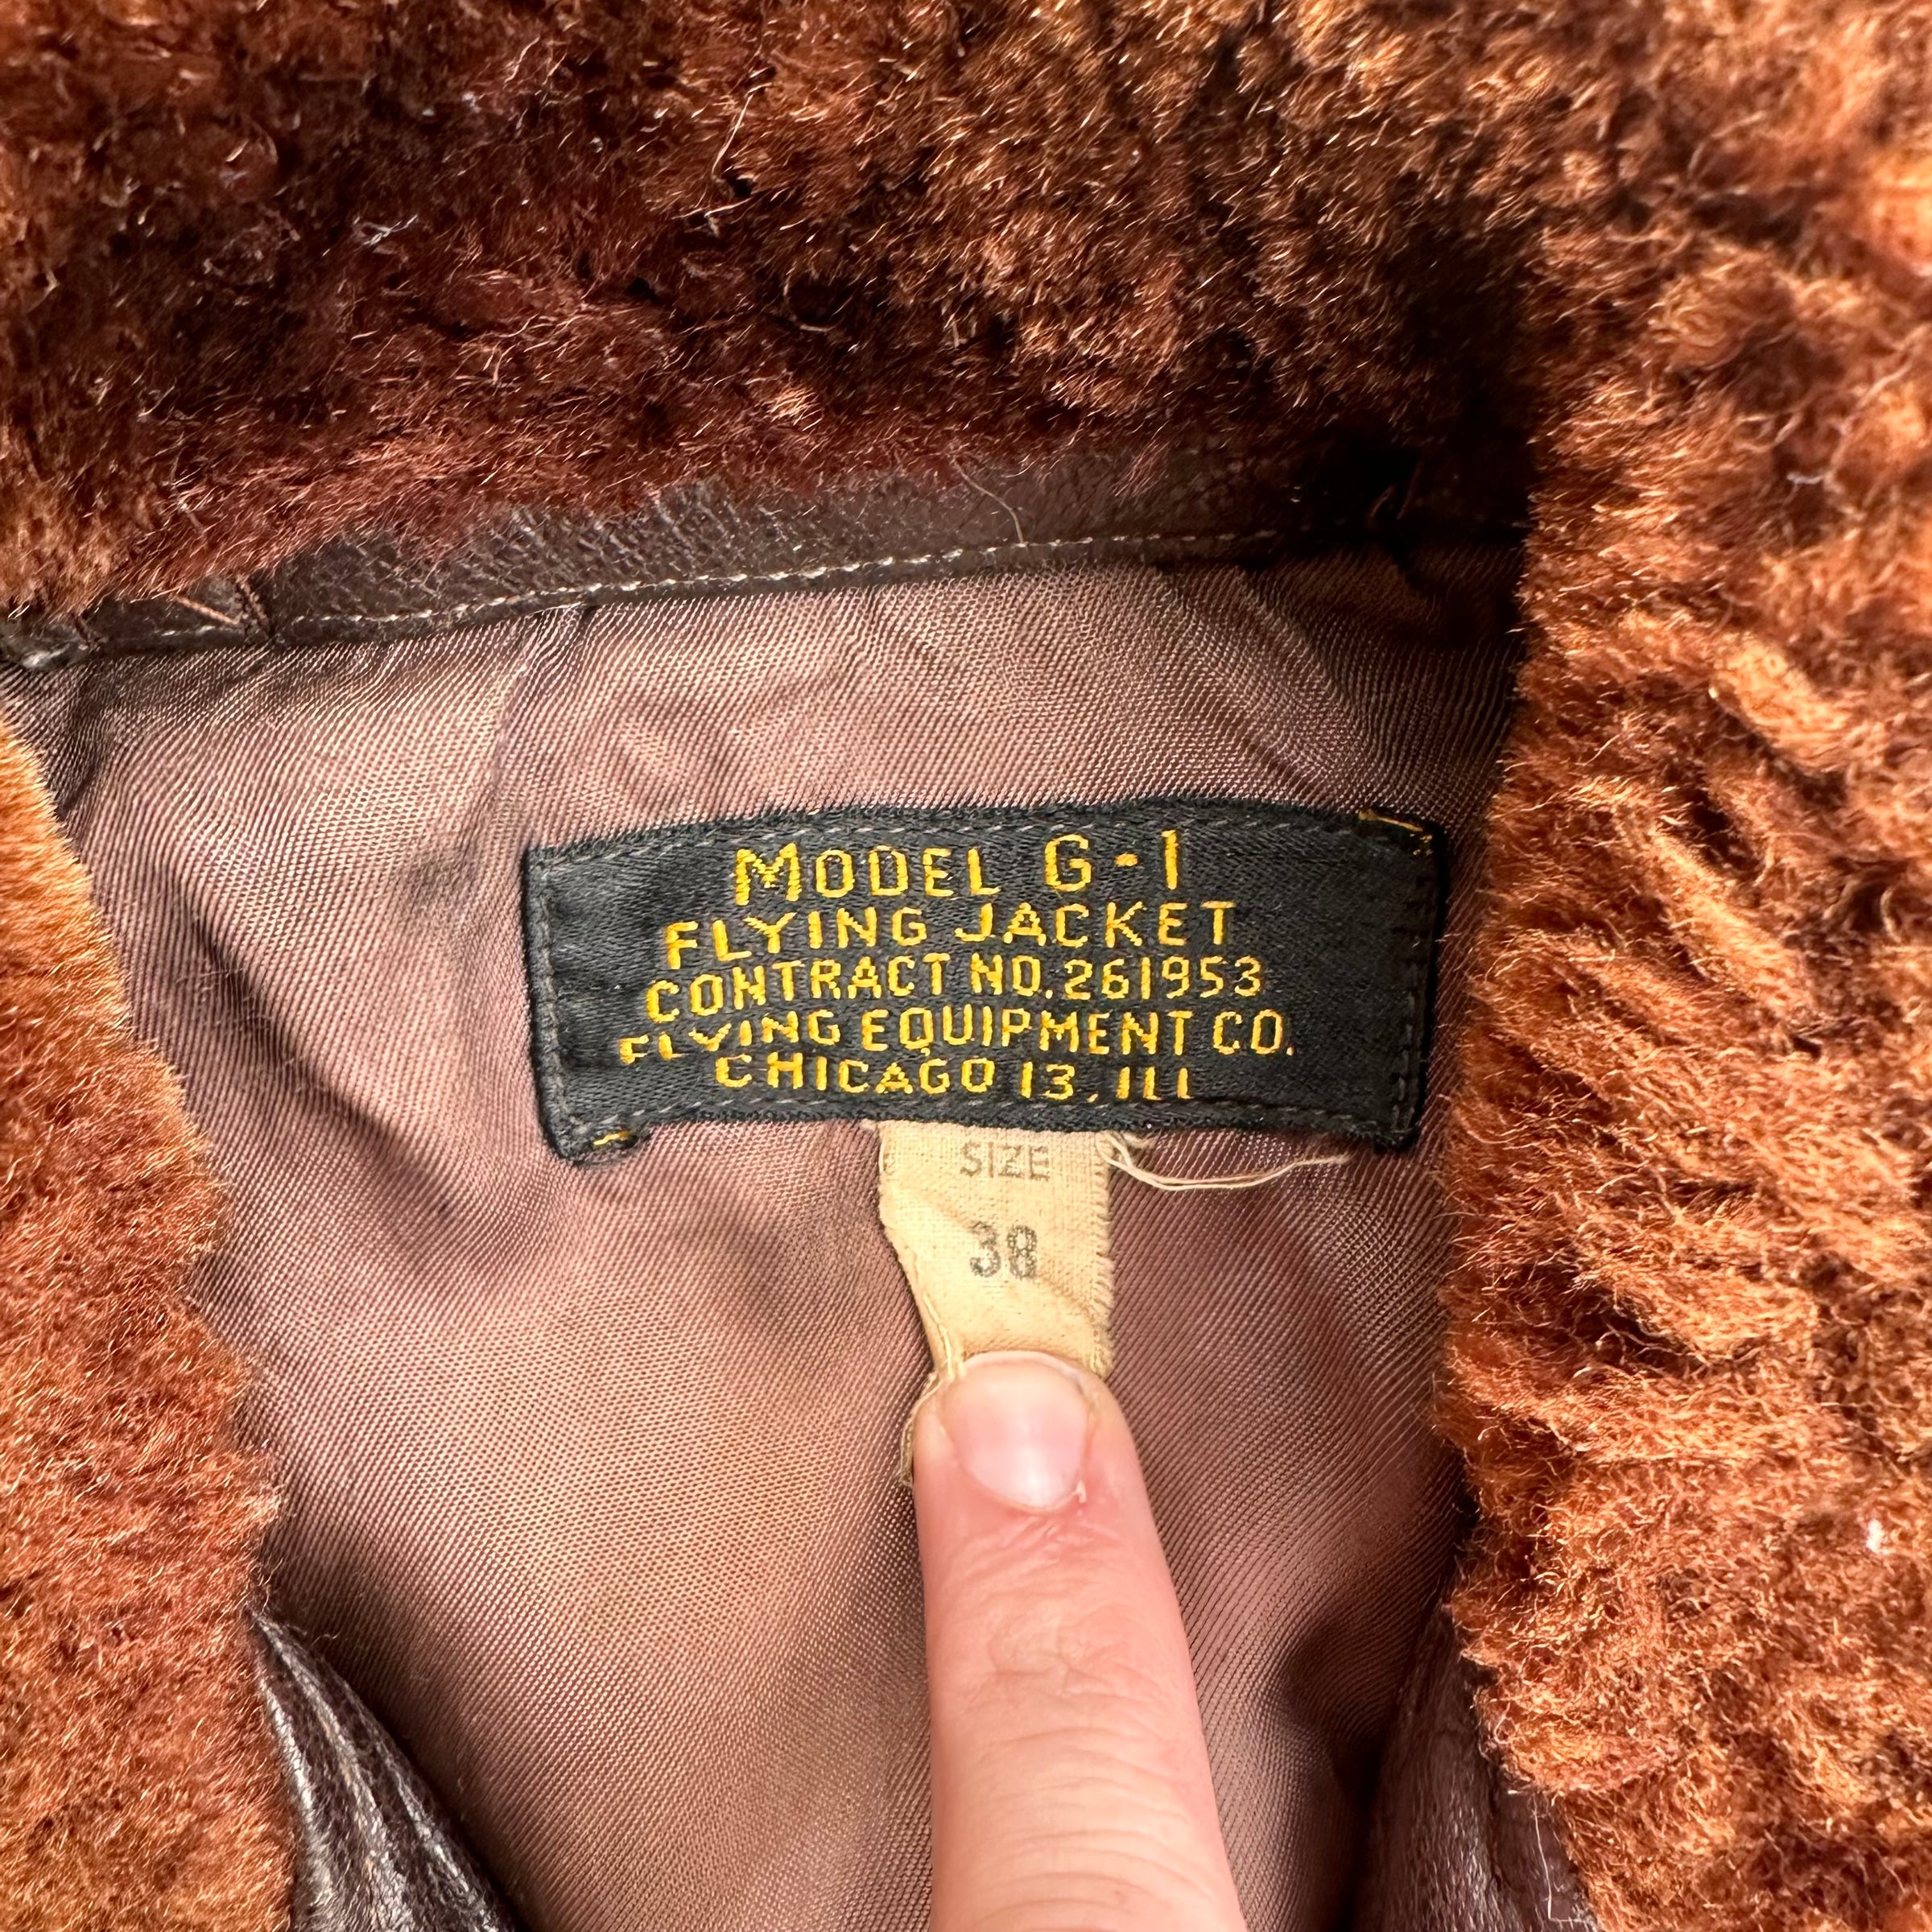 MODEL G-1
FLYING JACKET
CONTRACT NO. 261953
FLYING EQUIPMENT CO.
CHICAGO 13, ILL
SIZE
38